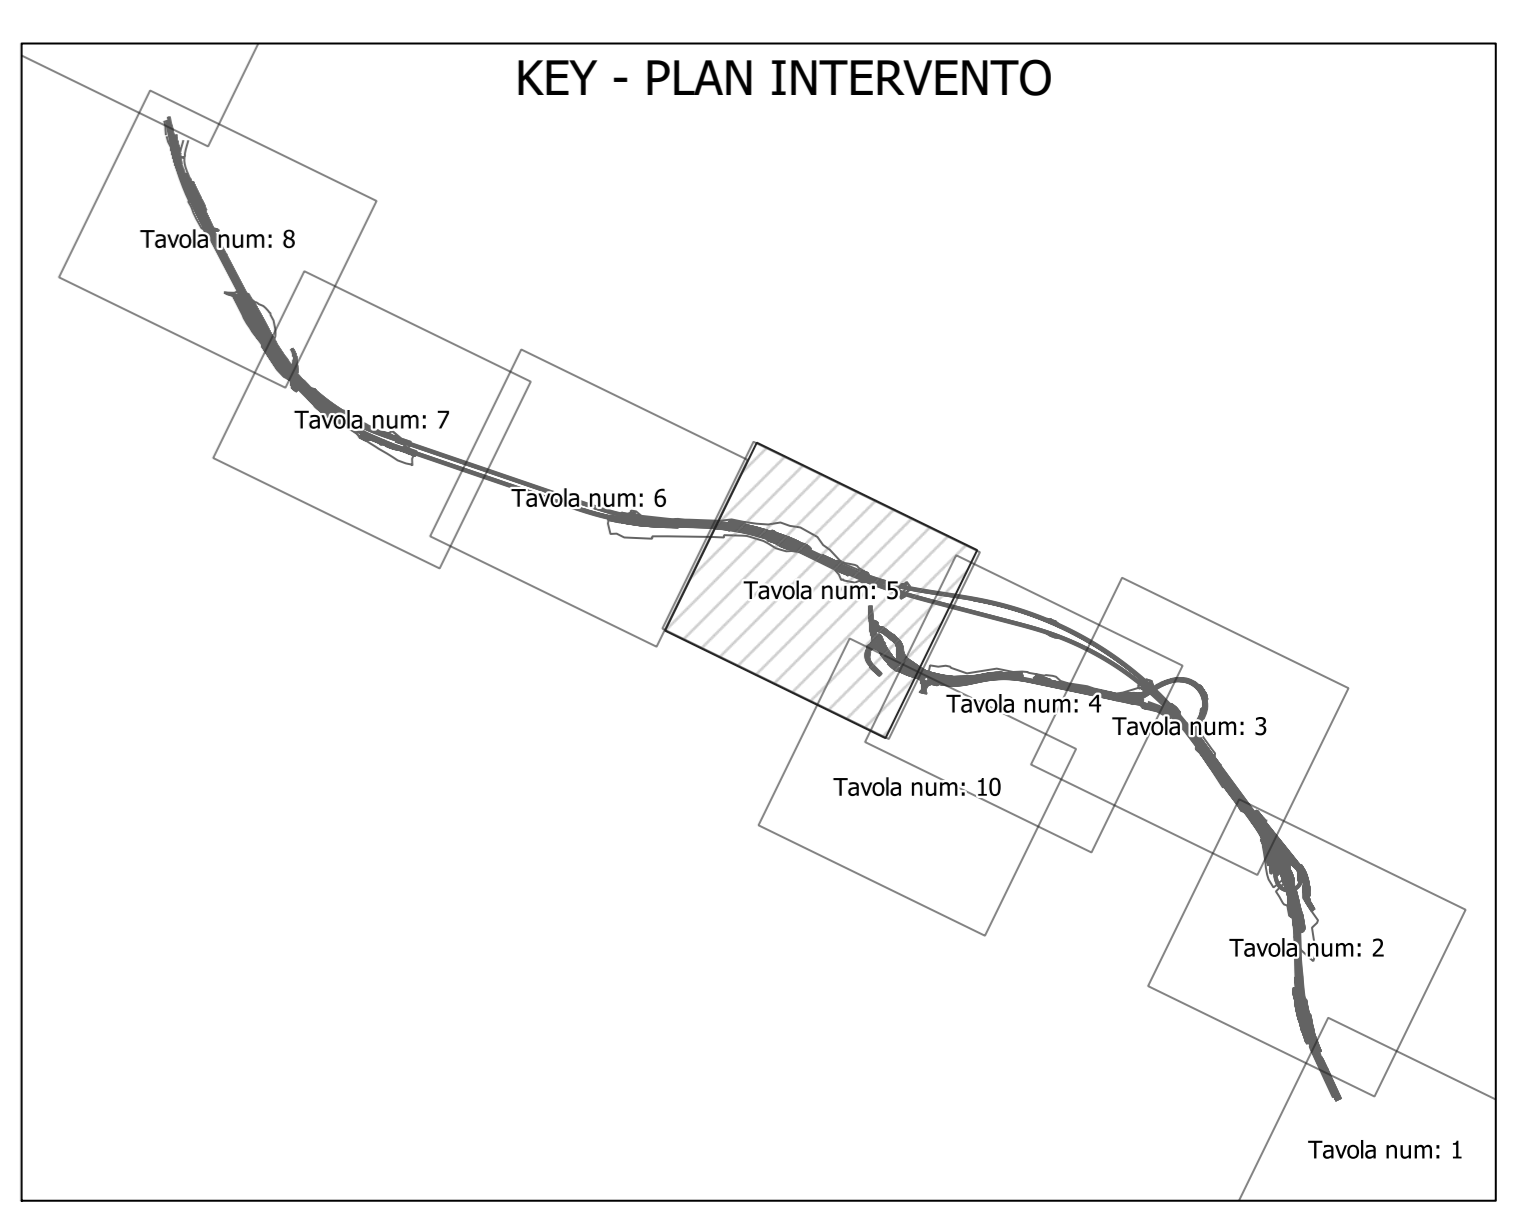 KEY - PLAN INTERVENTO
Tavola num: 8
Tavola num: 7
Tavola num: 6
Tavola num: 5
Tavola num: 4
Tavola num: 3
Tavola num: 10
Tavola num: 2
Tavola num: 1